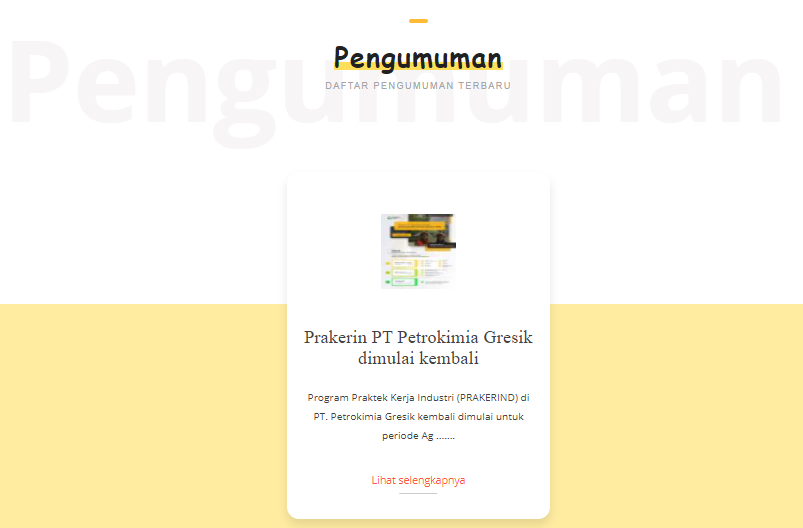 Pengumuman
Pengumuman
DAFTAR PENGUMUMAN TERBARU
Prakerin PT Petrokimia Gresik
dimulai kembali
Program Praktek Kerja Industri (PRAKERIND) di
PT. Petrokimia Gresik kembali dimulai untuk
periode Ag .......
Lihat selengkapnya